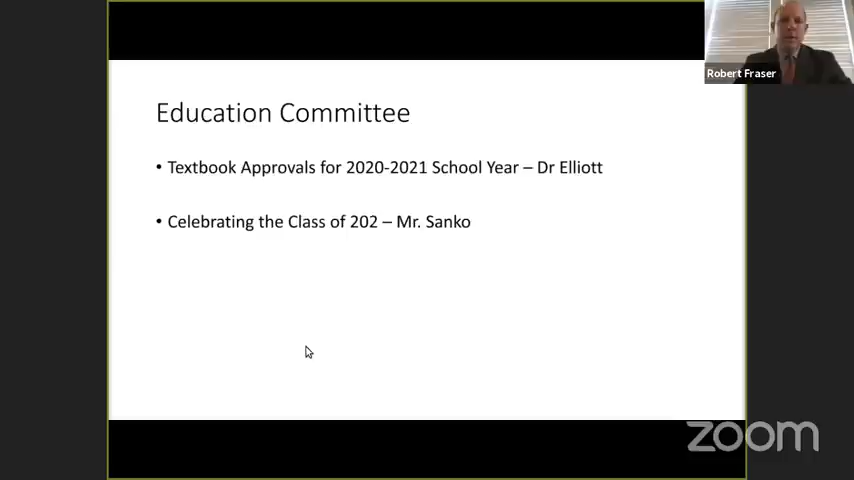 Robert Fraser
Education Committee
• Textbook Approvals for 2020-2021 School Year – Dr Elliott
• Celebrating the Class of 202 – Mr. Sanko
zoom